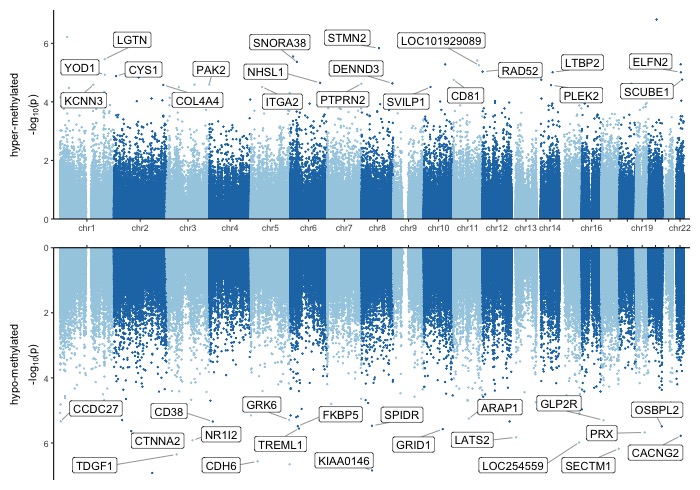 LGTN
SNORA38
STMN2
LOC101929089
YOD1
CYS1
PAK2
NHSL1
DENND3
RAD52
LTBP2
ELFN2
KCNN3
COL4A4
ITGA2
PTPRN2
SVILP1
CD81
PLEK2
SCUBE1
hyper-methylated
-log10(p)
6
4
2
0
chr1 chr2 chr3 chr4 chr5 chr6 chr7 chr8 chr9 chr10 chr11 chr12 chr13 chr14 chr16 chr19 chr22
0
2
4
6
hypo-methylated
-log10(p)
CCDC27
CD38
GRK6
FKBP5
SPIDR
ARAP1
GLP2R
OSBPL2
CTNNA2
NR1I2
TREML1
GRID1
LATS2
PRX
TDGF1
CDH6
KIAA0146
LOC254559
SECTM1
CACNG2